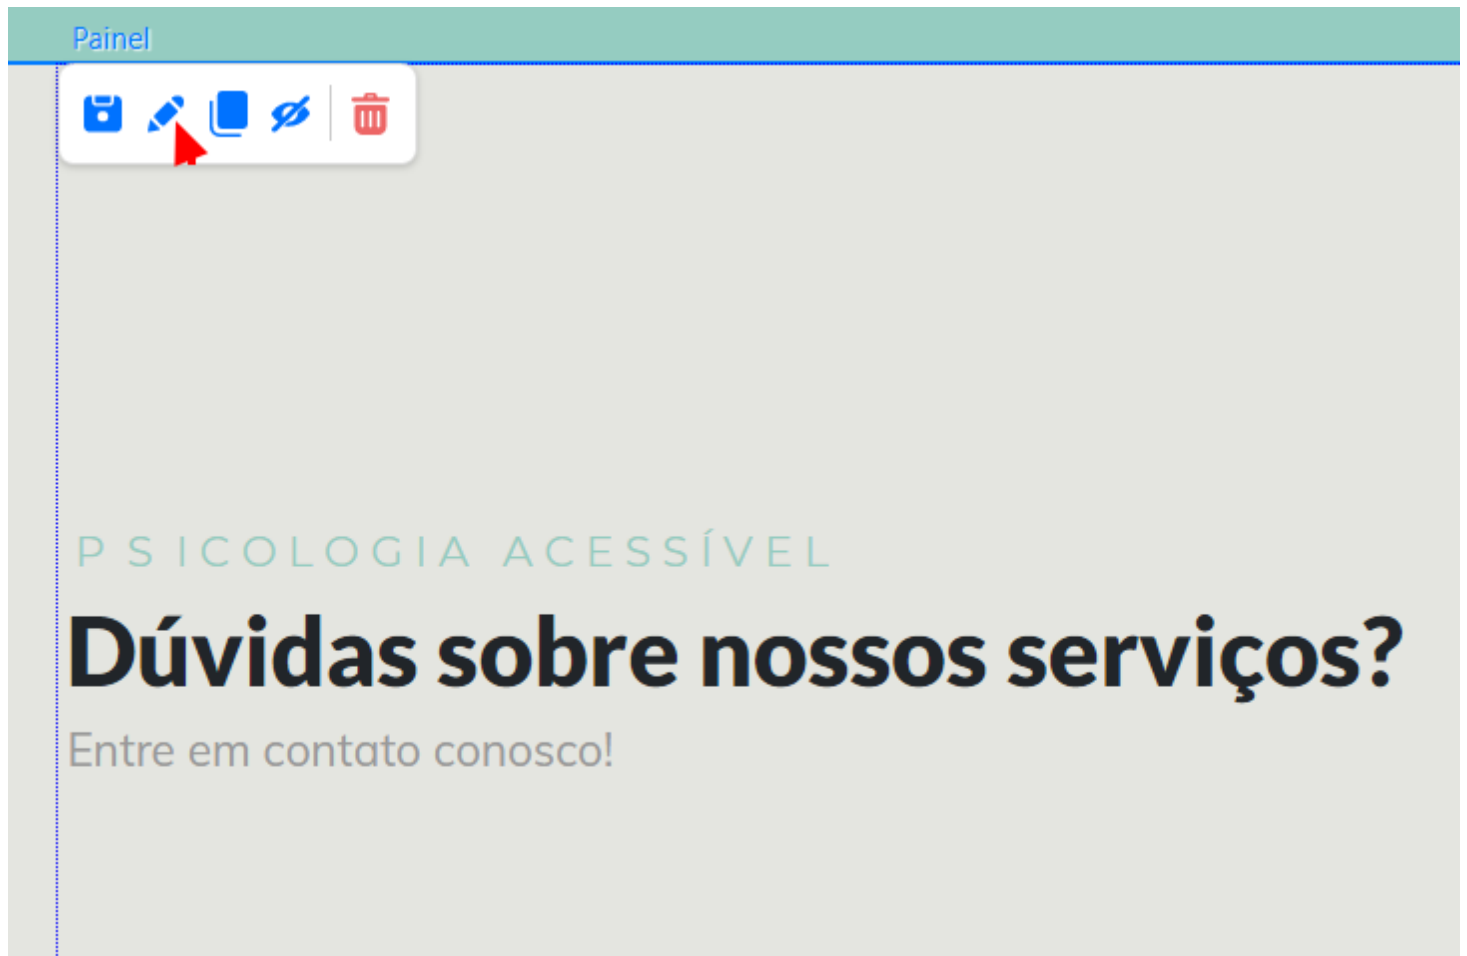 Painel
PSICOLOGIA ACESSÍVEL
Dúvidas sobre nossos serviços?
Entre em contato conosco!